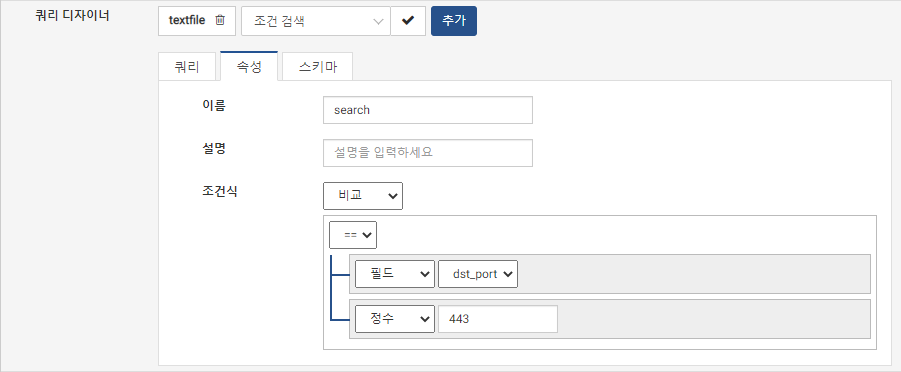 쿼리 디자이너
textfile
조건 검색
추가
쿼리
속성
스키마
이름
search
설명
설명을 입력하세요
조건식
비교
==
필드
dst_port
정수
443